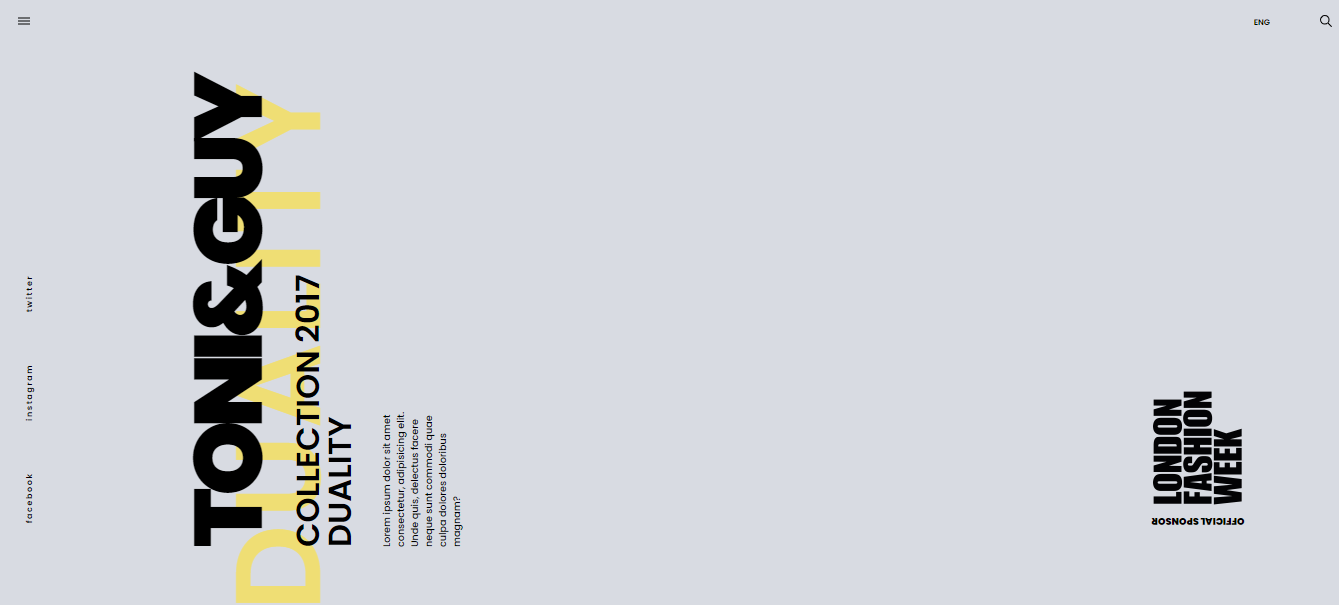 ENG
twitter
instagram
facebook
TONI&GUY
DUALITY
COLLECTION 2017
DUALITY
Lorem ipsum dolor sit amet
consectetur, adipisicing elit.
Unde quis, delectus facere
neque sunt commodi quae
culpa dolores doloribus
magnam?
LONDON
FASHION
WEEK
OFFICIAL SPONSOR